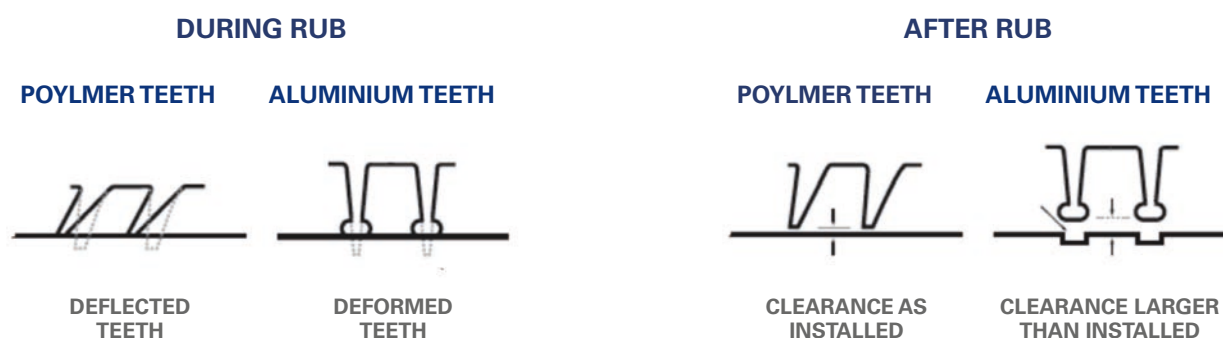 DURING RUB
AFTER RUB
POYLMER TEETH
ALUMINIUM TEETH
POYLMER TEETH
ALUMINIUM TEETH
DEFLECTED
TEETH
DEFORMED
TEETH
CLEARANCE AS
INSTALLED
CLEARANCE LARGER
THAN INSTALLED